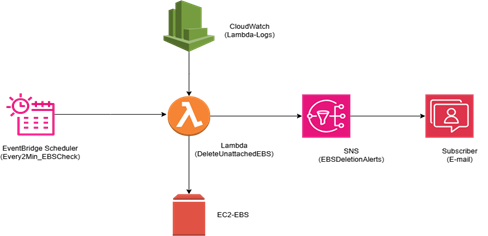 CloudWatch
(Lambda-Logs)
EventBridge Scheduler
(Every2Min_EBSCheck)
Lambda
(DeleteUnattachedEBS)
SNS
(EBSDeletionAlerts)
Subscriber
(E-mail)
EC2-EBS